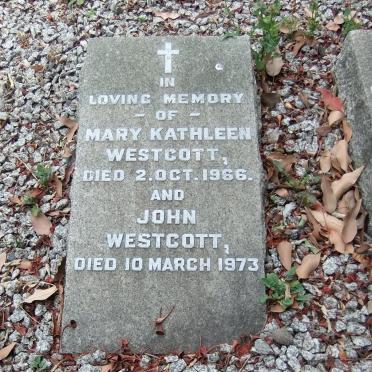 IN
LOVING MEMORY
- OF -
MARY KATHLEEN
WESTCOTT,
DIED 2.OCT.1966.
AND
JOHN
WESTCOTT,
DIED 10 MARCH 1973